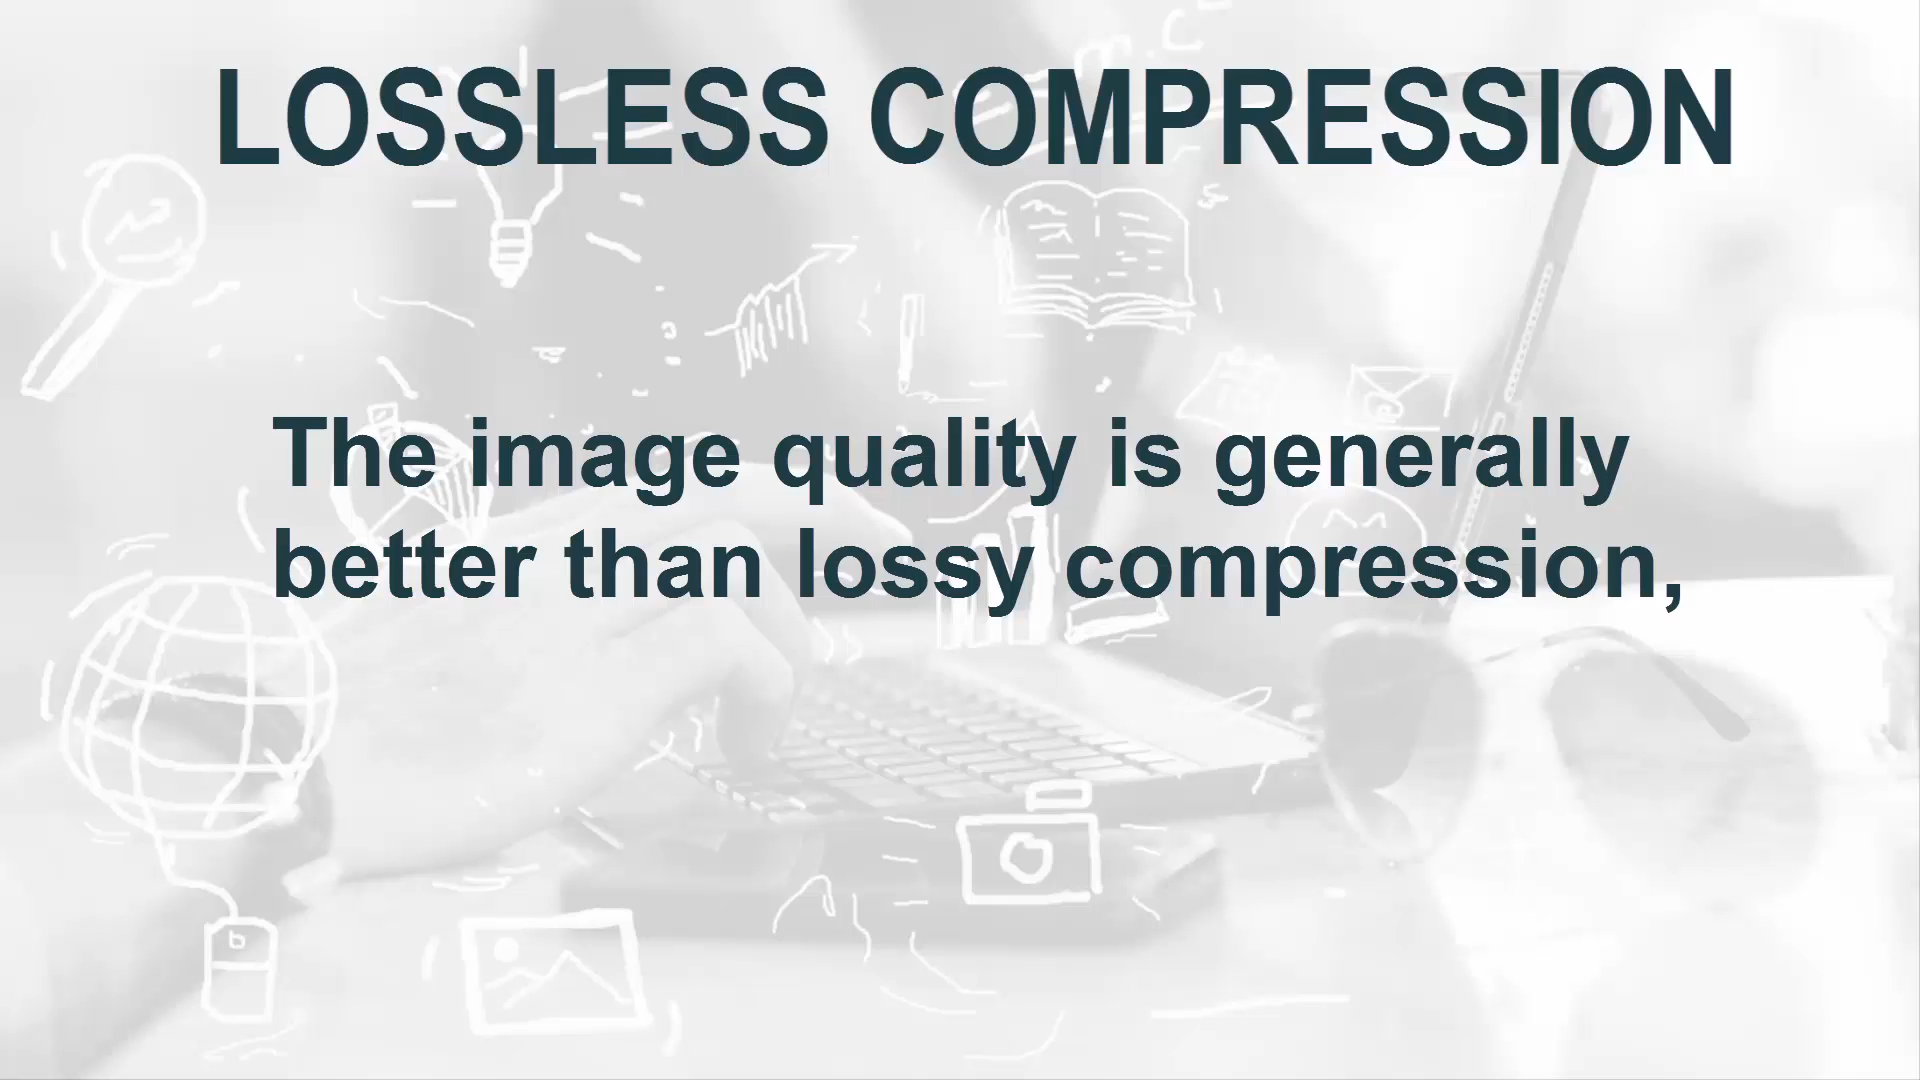 LOSSLESS COMPRESSION
The image quality is generally
better than lossy compression,